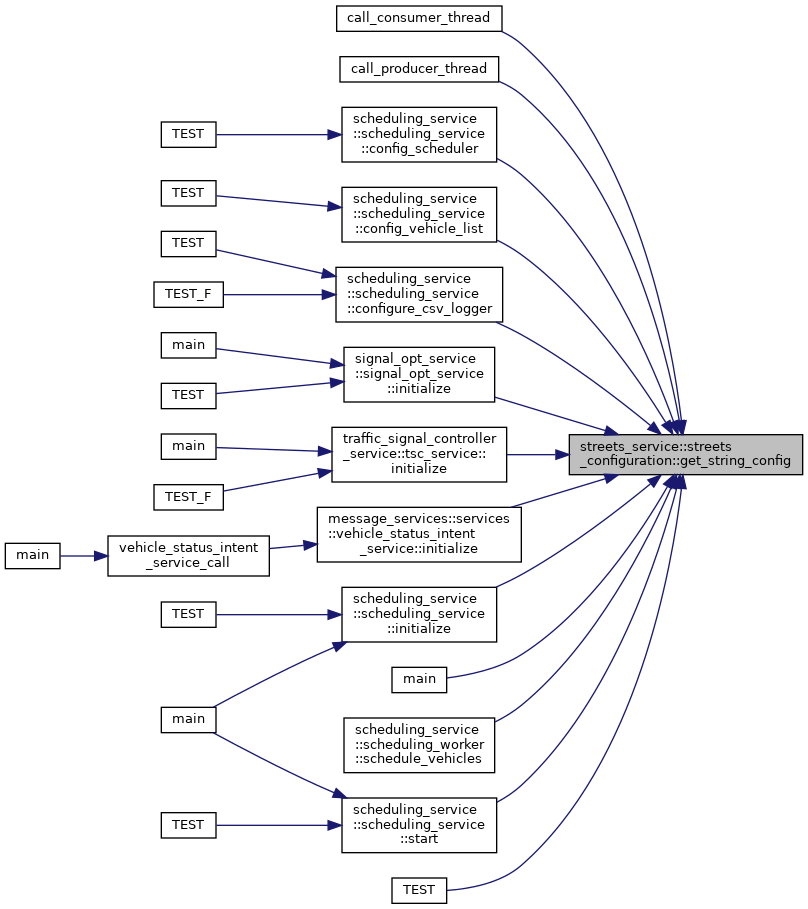 call_consumer_thread
call_producer_thread
scheduling_service
::scheduling_service
::config_scheduler
TEST
scheduling_service
::scheduling_service
::config_vehicle_list
TEST
TEST
scheduling_service
::scheduling_service
::configure_csv_logger
TEST_F
main
signal_opt_service
::signal_opt_service
::initialize
TEST
main
traffic_signal_controller
_service::tsc_service::
initialize
streets_service::streets
_configuration::get_string_config
TEST_F
message_services::services
::vehicle_status_intent
_service::initialize
main
vehicle_status_intent
_service_call
scheduling_service
::scheduling_service
::initialize
TEST
main
main
scheduling_service
::scheduling_worker
::schedule_vehicles
scheduling_service
::scheduling_service
::start
TEST
TEST